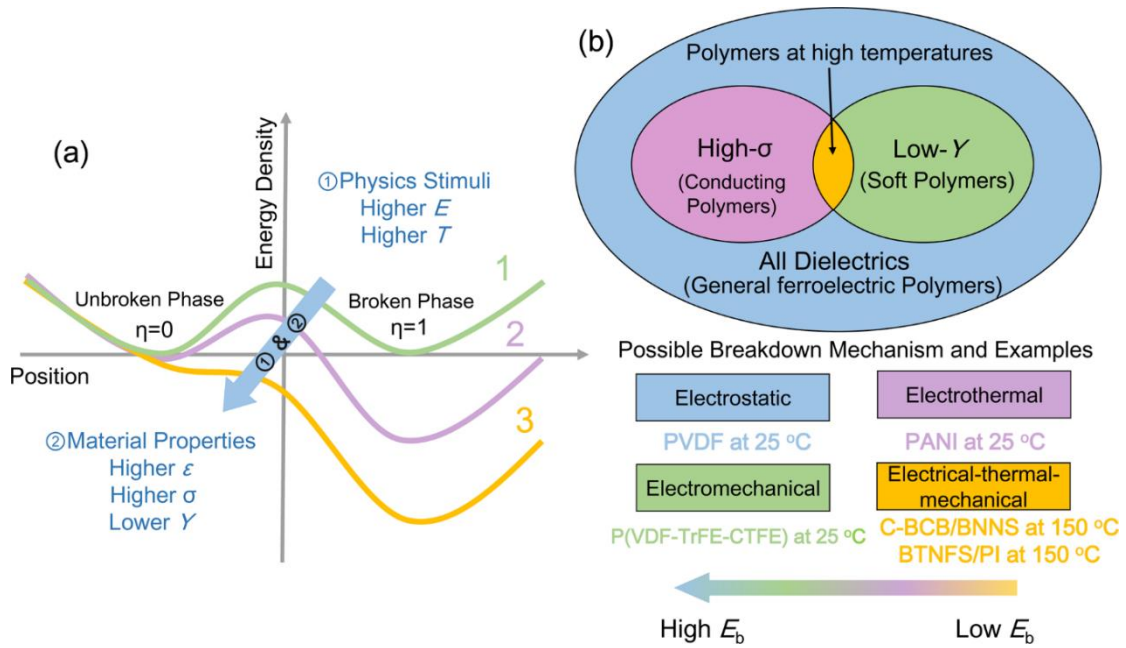 (a)
Energy Density
①Physics Stimuli
Higher E
Higher T
1
Unbroken Phase
η=0
Broken Phase
η=1
2
① & ②
Position
3
②Material Properties
Higher ε
Higher σ
Lower Y
(b)
Polymers at high temperatures
High-σ
(Conducting
Polymers)
Low-Y
(Soft Polymers)
All Dielectrics
(General ferroelectric Polymers)
Possible Breakdown Mechanism and Examples
Electrostatic
PVDF at 25 °C
Electrothermal
PANI at 25 °C
Electromechanical
P(VDF-TrFE-CTFE) at 25 °C
Electrical-thermal-
mechanical
C-BCB/BNNS at 150 °C
BTNFS/PI at 150 °C
High Eb
Low Eb